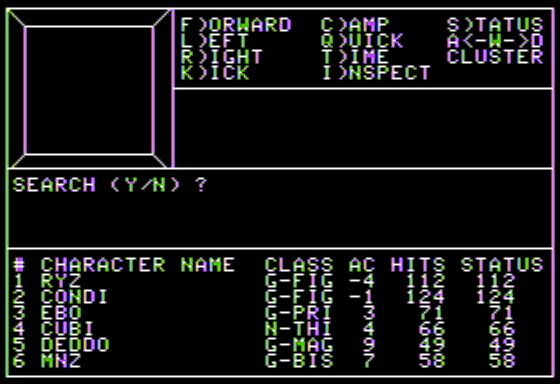 F)ORWARD C)AMP S)TATUS
L)EFT Q)UICK A<-W->D
R)IGHT T)IME CLUSTER
K)ICK I)NSPECT
SEARCH (Y/N) ?
# CHARACTER NAME CLASS AC HITS STATUS
1 RYZ G-FIG -4 112 112
2 CONDI G-FIG -1 124 124
3 EBO G-PRI 3 71 71
4 CUBI N-THI 4 66 66
5 DEDDO G-MAG 9 49 49
6 MNZ G-BIS 7 58 58